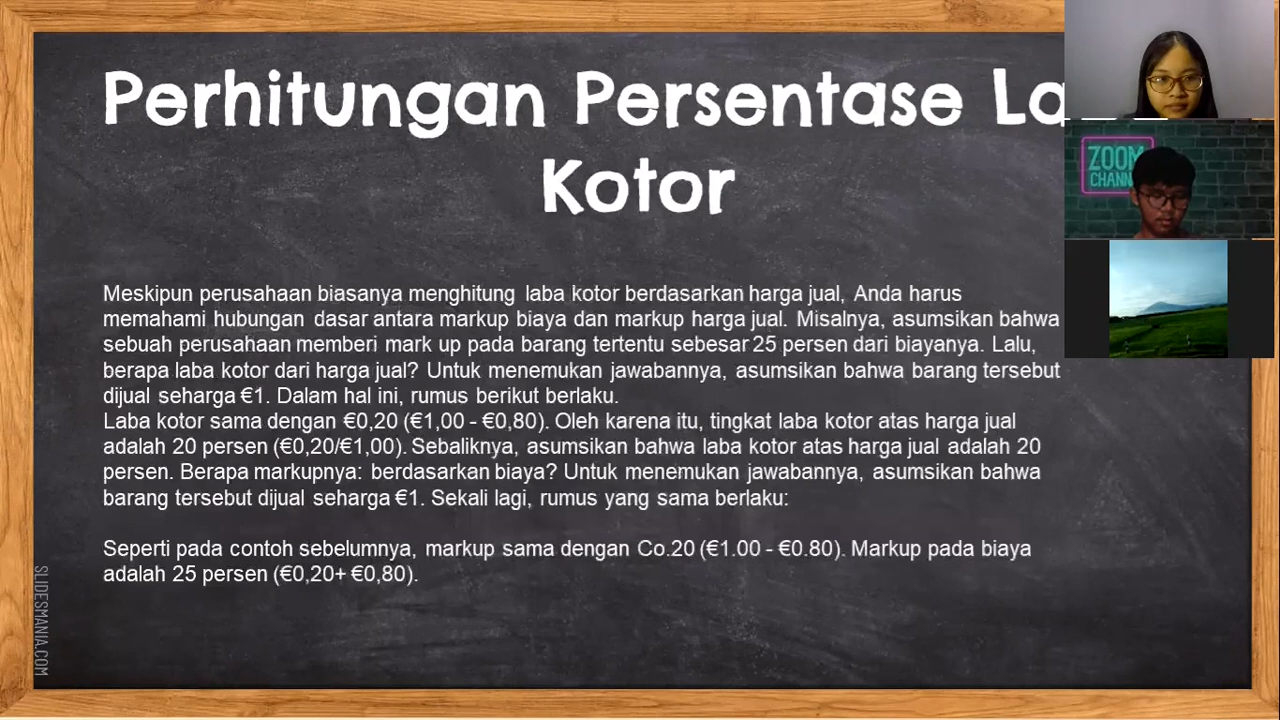 Perhitungan Persentase La
Kotor
Meskipun perusahaan biasanya menghitung laba kotor berdasarkan harga jual, Anda harus
memahami hubungan dasar antara markup biaya dan markup harga jual. Misalnya, asumsikan bahwa
sebuah perusahaan memberi mark up pada barang tertentu sebesar 25 persen dari biayanya. Lalu,
berapa laba kotor dari harga jual? Untuk menemukan jawabannya, asumsikan bahwa barang tersebut
dijual seharga €1. Dalam hal ini, rumus berikut berlaku.
Laba kotor sama dengan €0,20 (€1,00 - €0,80). Oleh karena itu, tingkat laba kotor atas harga jual
adalah 20 persen (€0,20/€1,00). Sebaliknya, asumsikan bahwa laba kotor atas harga jual adalah 20
persen. Berapa markupnya: berdasarkan biaya? Untuk menemukan jawabannya, asumsikan bahwa
barang tersebut dijual seharga €1. Sekali lagi, rumus yang sama berlaku:
Seperti pada contoh sebelumnya, markup sama dengan Co.20 (€1.00 - €0.80). Markup pada biaya
adalah 25 persen (€0,20+ €0,80).
SLIDESMANIA.COM
ZOOM
CHANN